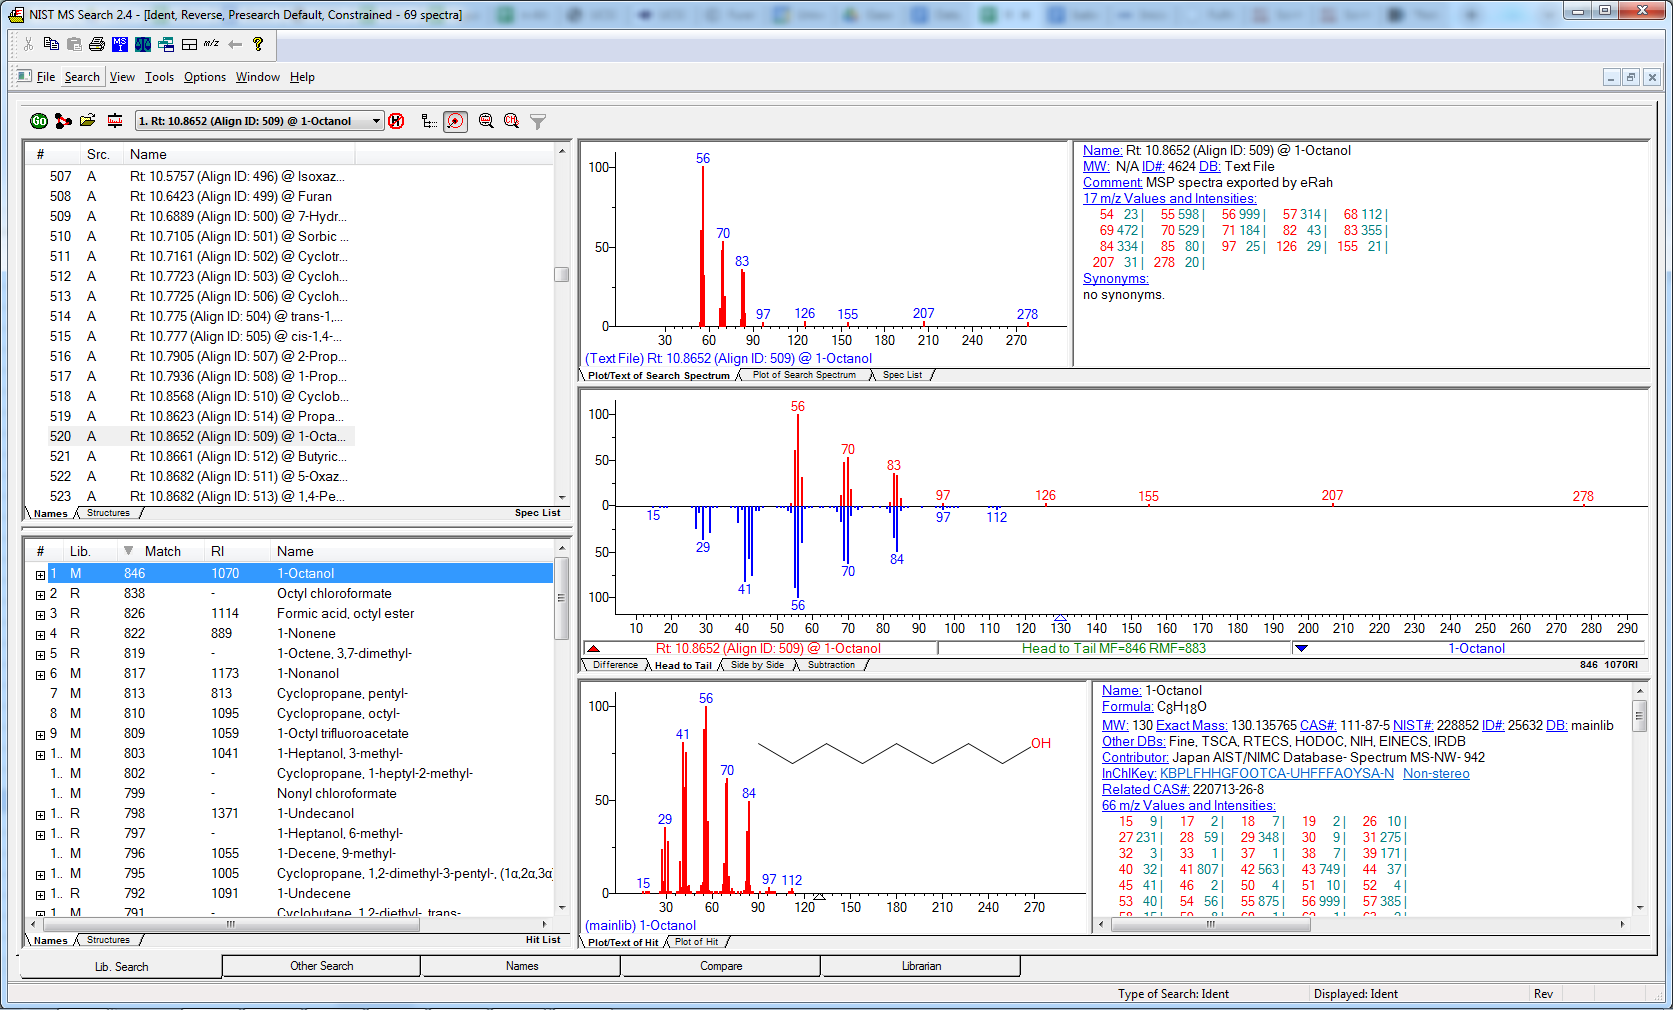 NIST MS Search 2.4 - [Ident, Reverse, Presearch Default, Constrained - 69 spectra]
File Search View Tools Options Window Help
1. Rt: 10.8652 (Align ID: 509) @ 1-Octanol
# Src. Name
507 A Rt: 10.5757 (Align ID: 496) @ Isoxaz...
508 A Rt: 10.6423 (Align ID: 499) @ Furan
509 A Rt: 10.6889 (Align ID: 500) @ 7-Hydr...
510 A Rt: 10.7105 (Align ID: 501) @ Sorbic ...
511 A Rt: 10.7161 (Align ID: 502) @ Cyclotr...
512 A Rt: 10.7723 (Align ID: 503) @ Cycloh...
513 A Rt: 10.7725 (Align ID: 506) @ Cycloh...
514 A Rt: 10.775 (Align ID: 504) @ trans-1,...
515 A Rt: 10.777 (Align ID: 505) @ cis-1,4-...
516 A Rt: 10.7905 (Align ID: 507) @ 2-Prop...
517 A Rt: 10.7936 (Align ID: 508) @ 1-Prop...
518 A Rt: 10.8568 (Align ID: 510) @ Cyclob...
519 A Rt: 10.8623 (Align ID: 514) @ Propa...
520 A Rt: 10.8652 (Align ID: 509) @ 1-Octa...
521 A Rt: 10.8661 (Align ID: 512) @ Butyric...
522 A Rt: 10.8682 (Align ID: 511) @ 5-Oxaz...
523 A Rt: 10.8682 (Align ID: 513) @ 1,4-Pe...
Names Structures Spec List
# Lib. Match RI Name
1 M 846 1070 1-Octanol
2 R 838 - Octyl chloroformate
3 R 826 1114 Formic acid, octyl ester
4 R 822 889 1-Nonene
5 R 819 - 1-Octene, 3,7-dimethyl-
6 M 817 1173 1-Nonanol
7 M 813 813 Cyclopropane, pentyl-
8 M 810 1095 Cyclopropane, octyl-
9 M 809 1059 1-Octyl trifluoroacetate
1.. M 803 1041 1-Heptanol, 3-methyl-
1.. M 802 - Cyclopropane, 1-heptyl-2-methyl-
1.. M 799 - Nonyl chloroformate
1.. R 798 1371 1-Undecanol
1.. R 797 - 1-Heptanol, 6-methyl-
1.. M 796 1055 1-Decene, 9-methyl-
1.. M 795 1005 Cyclopropane, 1,2-dimethyl-3-pentyl-, (1α,2α,3α
1.. R 792 1091 1-Undecene
1.. M 791 - Cyclobutane, 1,2-diethyl-, trans-
Names Structures Hit List
100 50 0
56 70 83 97 126 155 207 278
30 60 90 120 150 180 210 240 270
(Text File) Rt: 10.8652 (Align ID: 509) @ 1-Octanol
Plot/Text of Search Spectrum Plot of Search Spectrum Spec List
Name: Rt: 10.8652 (Align ID: 509) @ 1-Octanol
MW: N/A ID#: 4624 DB: Text File
Comment: MSP spectra exported by eRah
17 m/z Values and Intensities:
54 23| 55 598| 56 999| 57 314| 68 112|
69 472| 70 529| 71 184| 82 43| 83 355|
84 334| 85 80| 97 25| 126 29| 155 21|
207 31| 278 20|
Synonyms:
no synonyms.
100 50 0 50 100
56 70 83 97 126 155 207 278
15 29 41 56 70 84 97 112
10 20 30 40 50 60 70 80 90 100 110 120 130 140 150 160 170 180 190 200 210 220 230 240 250 260 270 280 290
Rt: 10.8652 (Align ID: 509) @ 1-Octanol Head to Tail MF=846 RMF=883 1-Octanol
Difference Head to Tail Side by Side Subtraction 846 1070RI
100 50 0
15 29 41 56 70 84 97 112
OH
30 60 90 120 150 180 210 240 270
(mainlib) 1-Octanol
Plot/Text of Hit Plot of Hit
Name: 1-Octanol
Formula: C8H18O
MW: 130 Exact Mass: 130.135765 CAS#: 111-87-5 NIST#: 228852 ID#: 25632 DB: mainlib
Other DBs: Fine, TSCA, RTECS, HODOC, NIH, EINECS, IRDB
Contributor: Japan AIST/NIMC Database- Spectrum MS-NW- 942
InChIKey: KBPLFHHGFOOTCA-UHFFFAOYSA-N Non-stereo
Related CAS#: 220713-26-8
66 m/z Values and Intensities:
15 9| 17 2| 18 7| 19 2| 26 10|
27 231| 28 59| 29 348| 30 9| 31 275|
32 3| 33 1| 37 1| 38 7| 39 171|
40 32| 41 807| 42 563| 43 749| 44 37|
45 41| 46 2| 50 4| 51 10| 52 4|
53 40| 54 56| 55 875| 56 999| 57 385|
Lib. Search Other Search Names Compare Librarian
Type of Search: Ident Displayed: Ident Rev